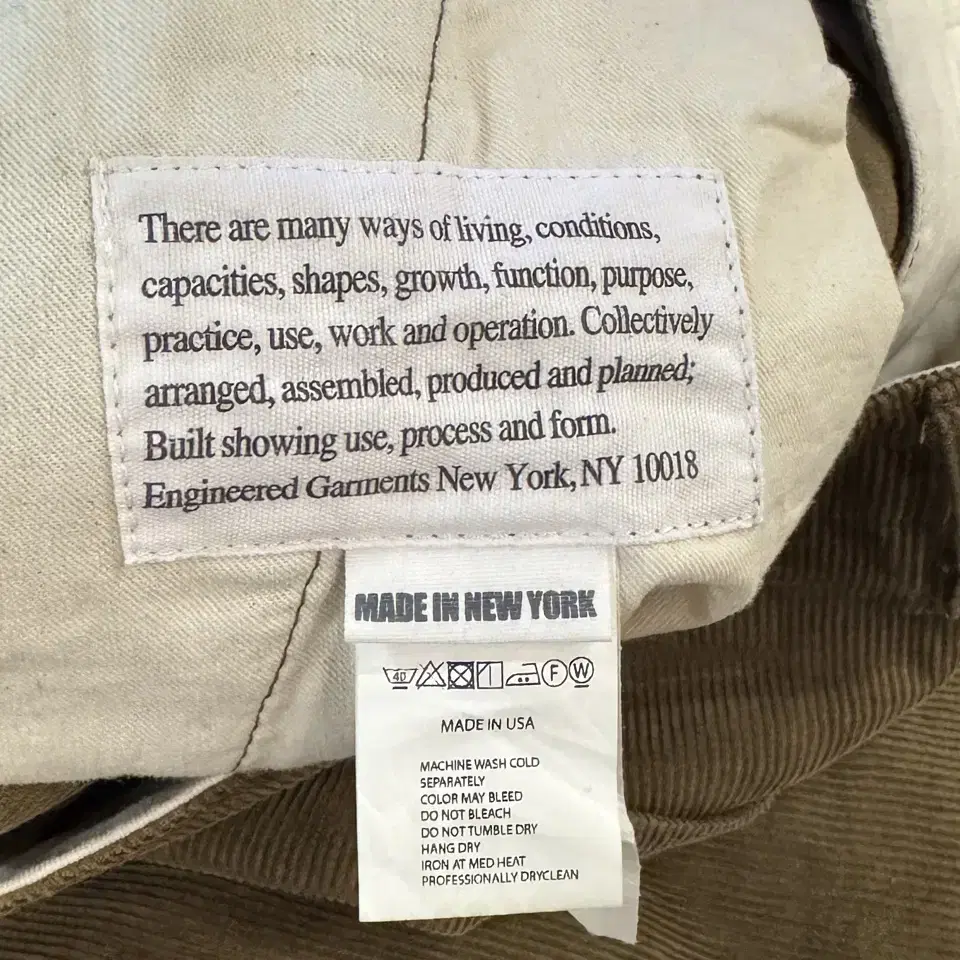 There are many ways of living, conditions,
capacities, shapes, growth, function, purpose,
practice, use, work and operation. Collectively
arranged, assembled, produced and planned;
Built showing use, process and form.
Engineered Garments New York, NY 10018
MADE IN NEW YORK
40 F W
MADE IN USA
MACHINE WASH COLD
SEPARATELY
COLOR MAY BLEED
DO NOT BLEACH
DO NOT TUMBLE DRY
HANG DRY
IRON AT MED HEAT
PROFESSIONALLY DRYCLEAN